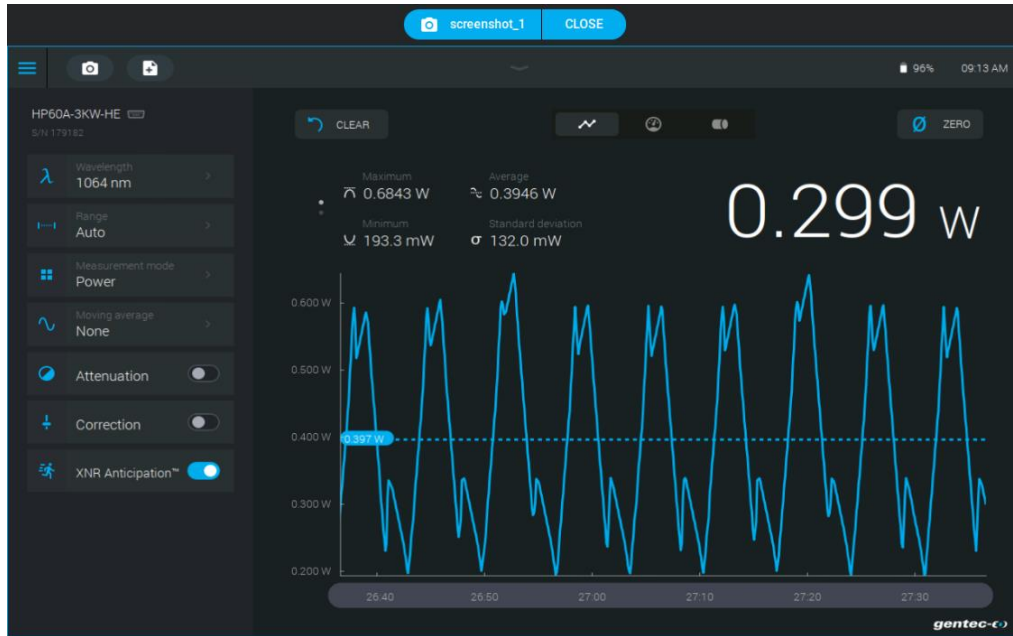 screenshot_1 CLOSE
96% 09:13 AM
HP60A-3KW-HE
S/N 179182
CLEAR
Ø ZERO
λ Wavelength
1064 nm
Range
Auto
Measurement mode
Power
Moving average
None
Attenuation
Correction
XNR Anticipation™
Maximum
0.6843 W
Average
0.3946 W
Minimum
193.3 mW
Standard deviation
σ 132.0 mW
0.299 W
0.600 W
0.500 W
0.400 W
0.397 W
0.300 W
0.200 W
26:40 26:50 27:00 27:10 27:20 27:30
gentec-eo